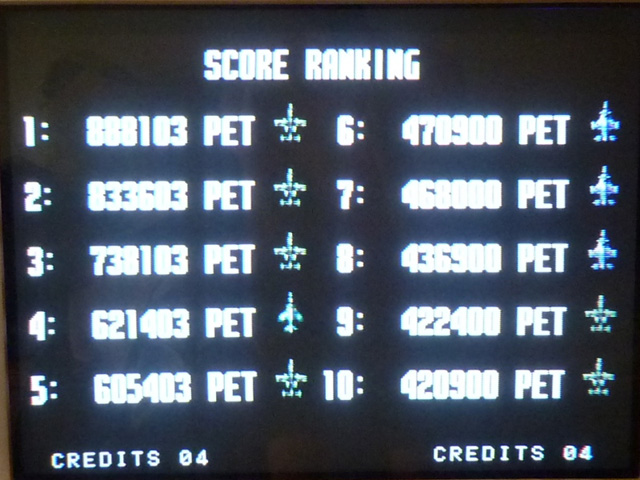 SCORE RANKING
1: 888103 PET 6: 470900 PET
2: 833603 PET 7: 468000 PET
3: 738103 PET 8: 436900 PET
4: 621403 PET 9: 422400 PET
5: 605403 PET 10: 420900 PET
CREDITS 04 CREDITS 04